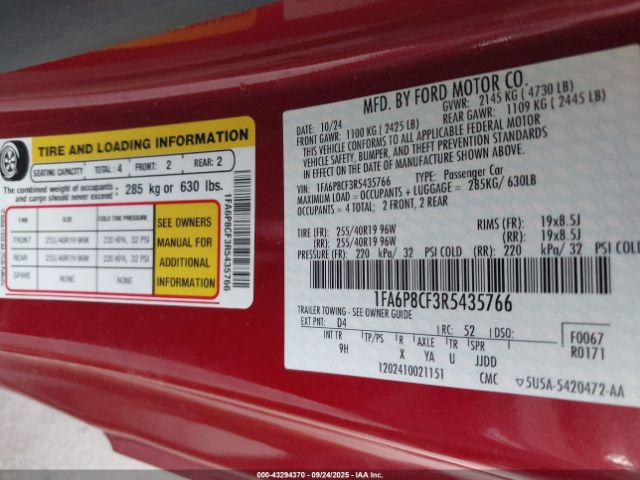 TIRE AND LOADING INFORMATION
SEATING CAPACITY TOTAL: 4 FRONT: 2 REAR: 2
The combined weight of occupants and cargo should never exceed: 285 kg or 630 lbs.
TIRE SIZE COLD TIRE PRESSURE
FRONT 255/40R19 96W 220 KPA, 32 PSI
REAR 255/40R19 96W 220 KPA, 32 PSI
SPARE NONE NONE
SEE OWNERS
MANUAL FOR
ADDITIONAL
INFORMATION
1FA6P8CF3R5435766
MFD. BY FORD MOTOR CO.
10/24 GVWR: 2145 KG ( 4730 LB)
FRONT GAWR: 1100 KG ( 2425 LB) REAR GAWR: 1109 KG ( 2445 LB)
THIS VEHICLE CONFORMS TO ALL APPLICABLE FEDERAL MOTOR
VEHICLE SAFETY, BUMPER, AND THEFT PREVENTION STANDARDS
IN EFFECT ON THE DATE OF MANUFACTURE SHOWN ABOVE.
VIN: 1FA6P8CF3R5435766 TYPE: Passenger Car
MAXIMUM LOAD = OCCUPANTS + LUGGAGE = 285KG/ 630LB
OCCUPANTS = 4 TOTAL; 2 FRONT, 2 REAR
TIRE (FR): 255/40R19 96W RIMS (FR): 19x8.5J
(RR): 255/40R19 96W (RR): 19x8.5J
PRESSURE (FR): 220 kPa/ 32 PSI COLD (RR): 220 kPa/ 32 PSI COLD
1FA6P8CF3R5435766
TRAILER TOWING - SEE OWNER GUIDE
EXT PNT: D4 RC: 52 DSO:
INT TR TP/PS R AXLE TR SPR
9H X YA U JJDD
F0067
R0171
1202410021151 CMC 5U5A-5420472-AA
00-43294370 - 09/24/2025 - IAAI